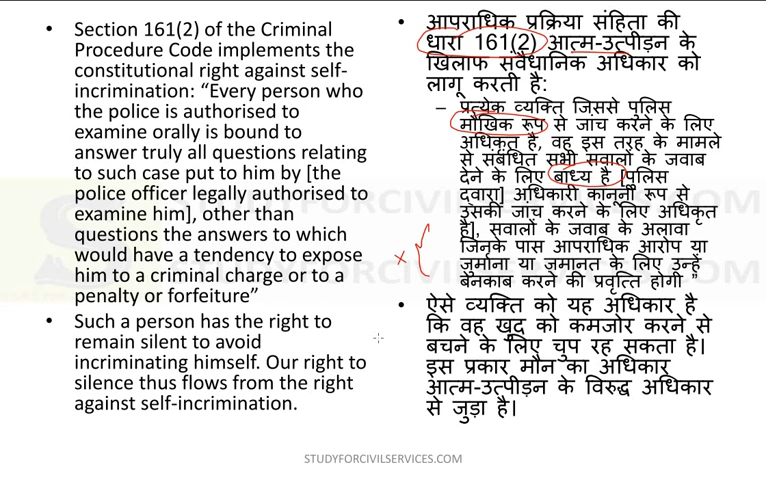 • Section 161(2) of the Criminal
Procedure Code implements the
constitutional right against self-
incrimination: “Every person who
the police is authorised to
examine orally is bound to
answer truly all questions relating
to such case put to him by [the
police officer legally authorised to
examine him], other than
questions the answers to which
would have a tendency to expose
him to a criminal charge or to a
penalty or forfeiture”
• Such a person has the right to
remain silent to avoid
incriminating himself. Our right to
silence thus flows from the right
against self-incrimination.
• आपराधिक प्रक्रिया संहिता की
धारा 161(2) आत्म-उत्पीड़न के
खिलाफ संवैधानिक अधिकार को
लागू करती है:
– प्रत्येक व्यक्ति जिससे पुलिस
मौखिक रूप से जांच करने के लिए
अधिकृत है, वह इस तरह के मामले
से संबंधित सभी सवालों के जवाब
देने के लिए बाध्य है [पुलिस
द्वारा] अधिकारी कानूनी रूप से
उसकी जांच करने के लिए अधिकृत
है], सवालों के जवाब के अलावा
जिनके पास आपराधिक आरोप या
जुर्माना या जमानत के लिए उन्हें
बेनकाब करने की प्रवृत्ति होगी ”
• ऐसे व्यक्ति को यह अधिकार है
कि वह खुद को कमजोर करने से
बचने के लिए चुप रह सकता है।
इस प्रकार मौन का अधिकार
आत्म-उत्पीड़न के विरुद्ध अधिकार
से जुड़ा है।
STUDYFORCIVILSERVICES.COM